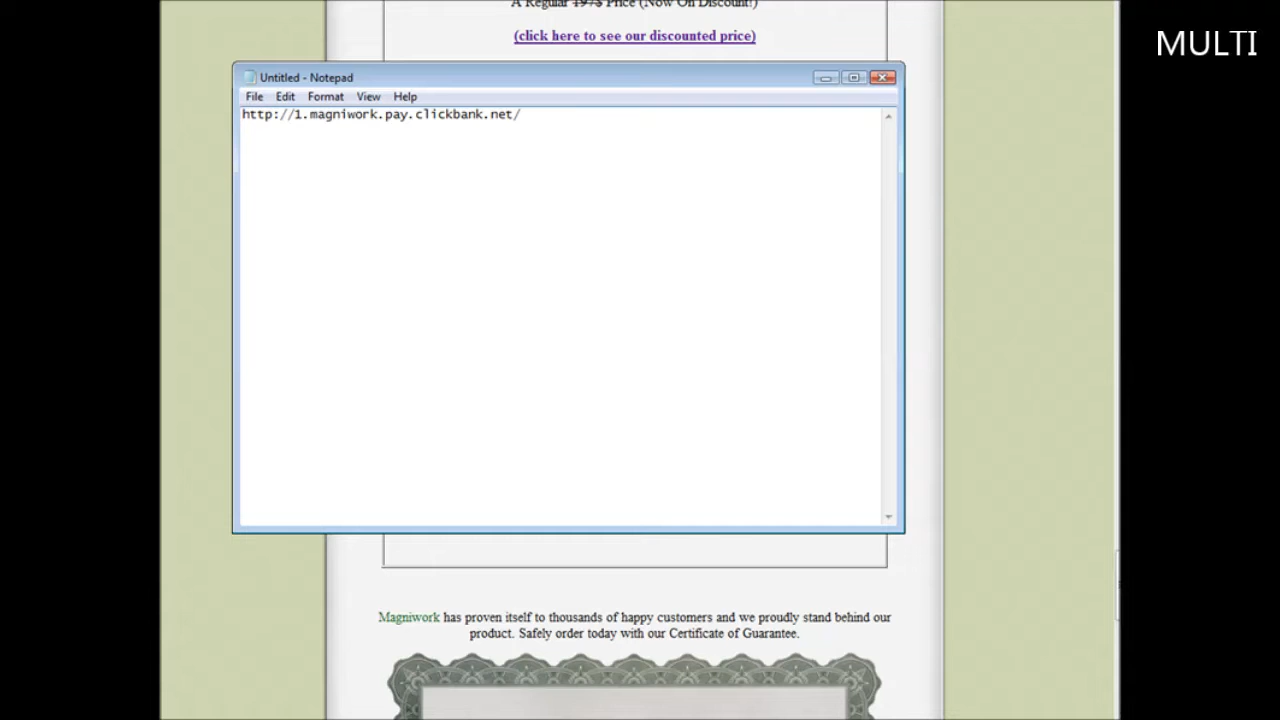 A Regular 197$ Price (Now On Discount!)
(click here to see our discounted price)
MULTI
Untitled - Notepad
File Edit Format View Help
http://1.magniwork.pay.clickbank.net/
Magniwork has proven itself to thousands of happy customers and we proudly stand behind our
product. Safely order today with our Certificate of Guarantee.